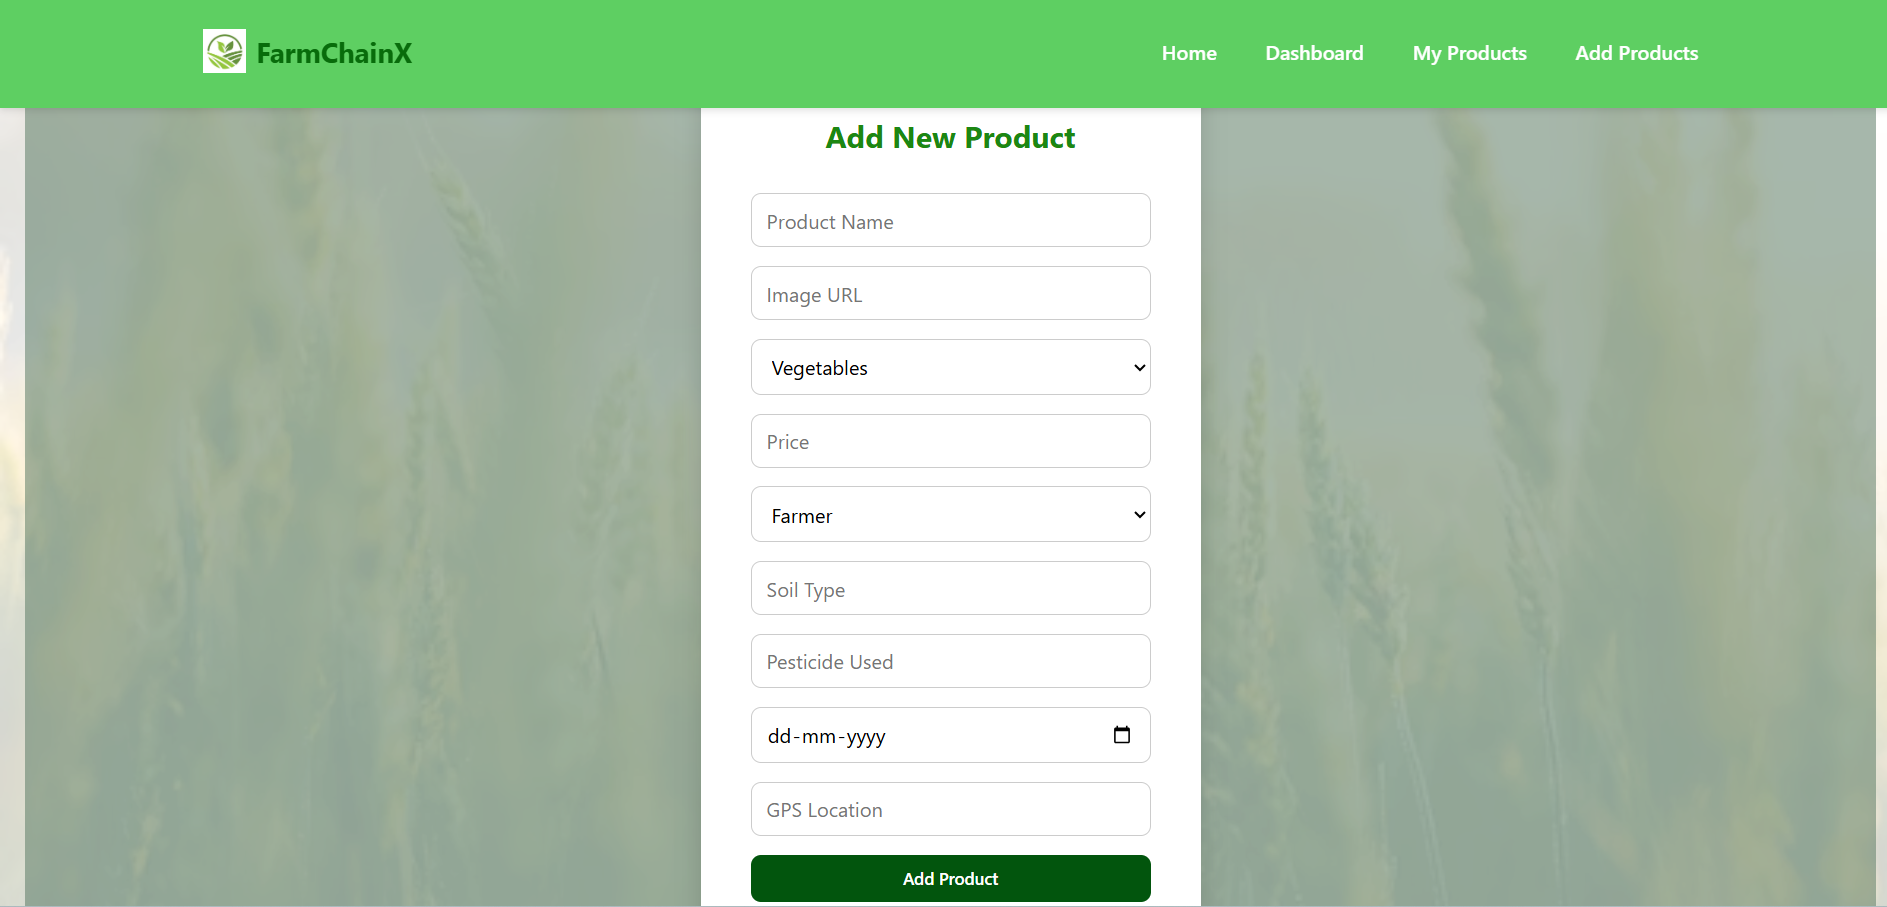 FarmChainX
Home Dashboard My Products Add Products
Add New Product
Product Name
Image URL
Vegetables
Price
Farmer
Soil Type
Pesticide Used
dd-mm-yyyy
GPS Location
Add Product